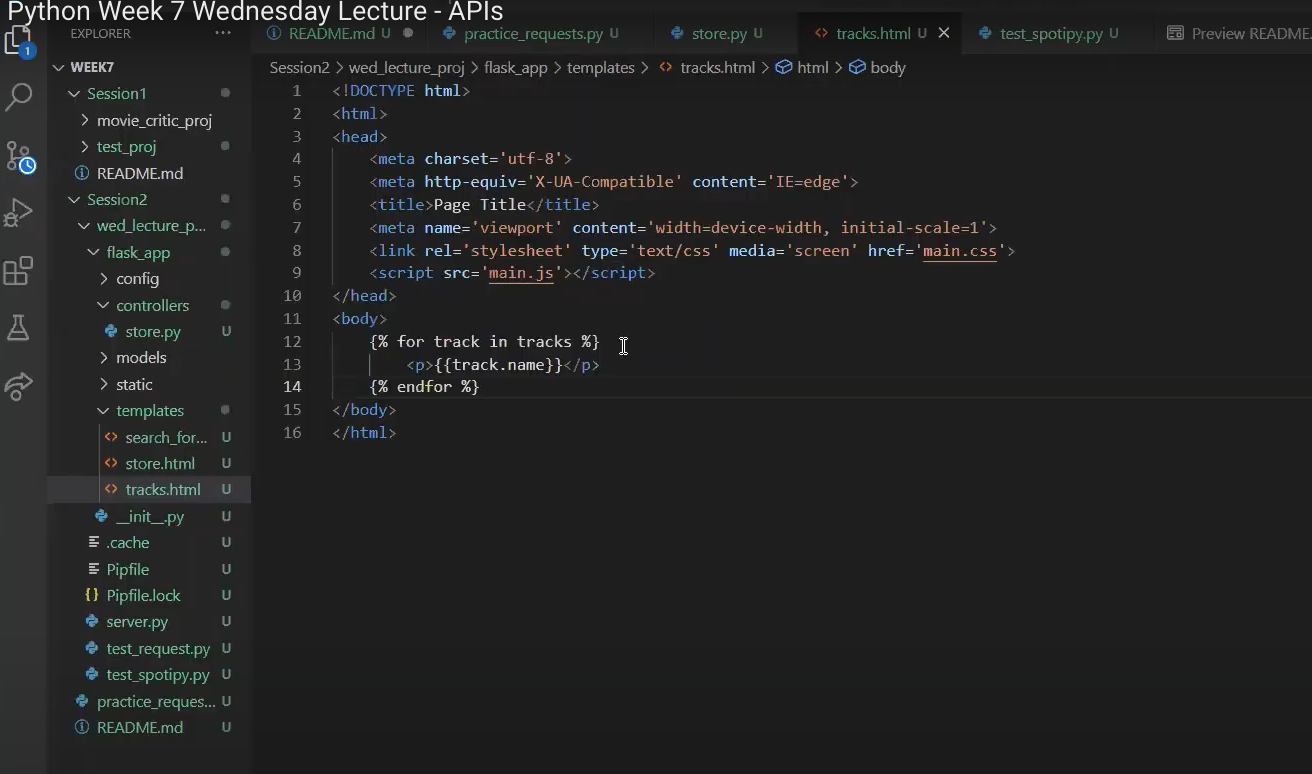 Python Week 7 Wednesday Lecture - APIs
EXPLORER ...
README.md U practice_requests.py U store.py U tracks.html U test_spotipy.py U Preview README.
1
WEEK7
Session1
movie_critic_proj
test_proj
README.md
Session2
wed_lecture_p...
flask_app
config
controllers
store.py U
models
static
templates
search_for... U
store.html U
tracks.html U
__init__.py U
.cache U
Pipfile U
Pipfile.lock U
server.py U
test_request.py U
test_spotipy.py U
practice_reques... U
README.md U
Session2 > wed_lecture_proj > flask_app > templates > tracks.html > html > body
1 <!DOCTYPE html>
2 <html>
3 <head>
4     <meta charset='utf-8'>
5     <meta http-equiv='X-UA-Compatible' content='IE=edge'>
6     <title>Page Title</title>
7     <meta name='viewport' content='width=device-width, initial-scale=1'>
8     <link rel='stylesheet' type='text/css' media='screen' href='main.css'>
9     <script src='main.js'></script>
10 </head>
11 <body>
12     {% for track in tracks %}
13         <p>{{track.name}}</p>
14     {% endfor %}
15 </body>
16 </html>